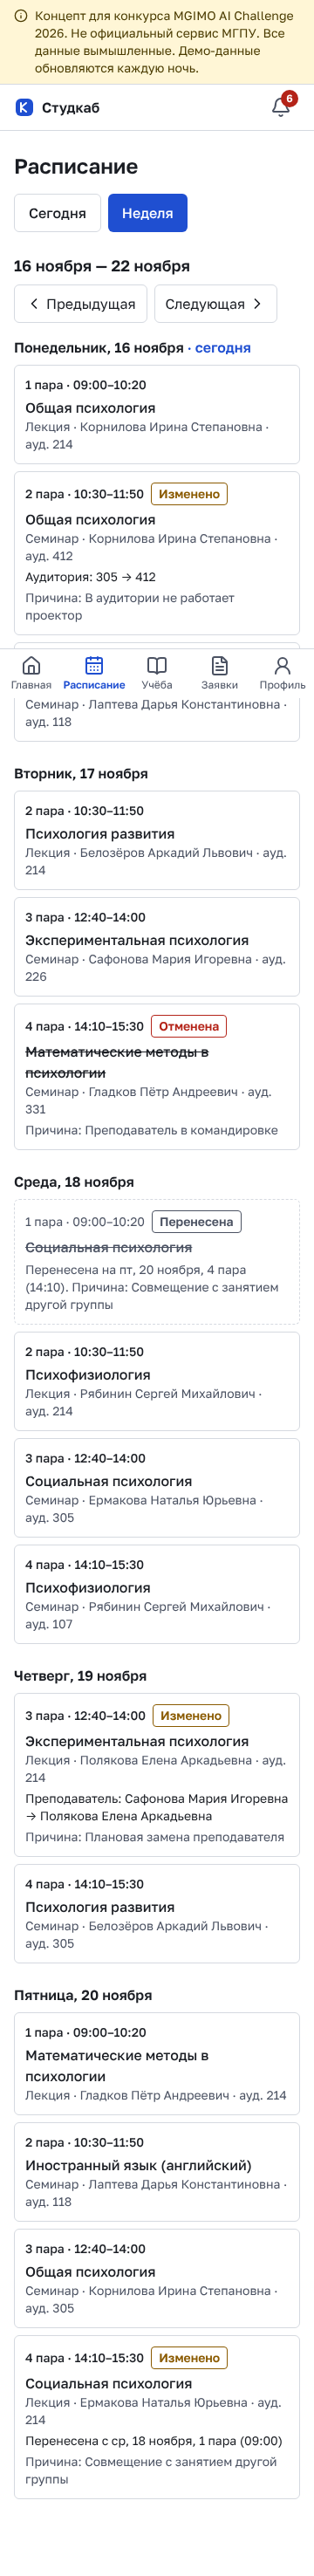 Концепт для конкурса MGIMO AI Challenge
2026. Не официальный сервис МГПУ. Все
данные вымышленные. Демо-данные
обновляются каждую ночь.
Студкаб
6
Расписание
Сегодня
Неделя
16 ноября — 22 ноября
Предыдущая
Следующая
Понедельник, 16 ноября · сегодня
1 пара · 09:00–10:20
Общая психология
Лекция · Корнилова Ирина Степановна ·
ауд. 214
2 пара · 10:30–11:50 Изменено
Общая психология
Семинар · Корнилова Ирина Степановна ·
ауд. 412
Аудитория: 305 → 412
Причина: В аудитории не работает
проектор
Главная
Расписание
Учёба
Заявки
Профиль
Семинар · Лаптева Дарья Константиновна ·
ауд. 118
Вторник, 17 ноября
2 пара · 10:30–11:50
Психология развития
Лекция · Белозёров Аркадий Львович · ауд.
214
3 пара · 12:40–14:00
Экспериментальная психология
Семинар · Сафонова Мария Игоревна · ауд.
226
4 пара · 14:10–15:30 Отменена
Математические методы в
психологии
Семинар · Гладков Пётр Андреевич · ауд.
331
Причина: Преподаватель в командировке
Среда, 18 ноября
1 пара · 09:00–10:20 Перенесена
Социальная психология
Перенесена на пт, 20 ноября, 4 пара
(14:10). Причина: Совмещение с занятием
другой группы
2 пара · 10:30–11:50
Психофизиология
Лекция · Рябинин Сергей Михайлович ·
ауд. 214
3 пара · 12:40–14:00
Социальная психология
Семинар · Ермакова Наталья Юрьевна ·
ауд. 305
4 пара · 14:10–15:30
Психофизиология
Семинар · Рябинин Сергей Михайлович ·
ауд. 107
Четверг, 19 ноября
3 пара · 12:40–14:00 Изменено
Экспериментальная психология
Лекция · Полякова Елена Аркадьевна · ауд.
214
Преподаватель: Сафонова Мария Игоревна
→ Полякова Елена Аркадьевна
Причина: Плановая замена преподавателя
4 пара · 14:10–15:30
Психология развития
Семинар · Белозёров Аркадий Львович ·
ауд. 305
Пятница, 20 ноября
1 пара · 09:00–10:20
Математические методы в
психологии
Лекция · Гладков Пётр Андреевич · ауд. 214
2 пара · 10:30–11:50
Иностранный язык (английский)
Семинар · Лаптева Дарья Константиновна ·
ауд. 118
3 пара · 12:40–14:00
Общая психология
Семинар · Корнилова Ирина Степановна ·
ауд. 305
4 пара · 14:10–15:30 Изменено
Социальная психология
Лекция · Ермакова Наталья Юрьевна · ауд.
214
Перенесена с ср, 18 ноября, 1 пара (09:00)
Причина: Совмещение с занятием другой
группы